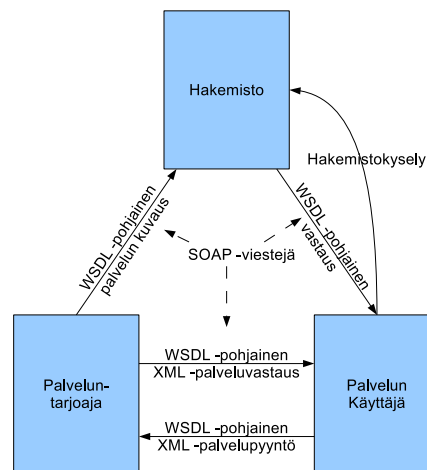 Hakemisto
Hakemistokysely
WSDL -pohjainen
palvelun kuvaus
WSDL -pohjainen
vastaus
SOAP -viestejä
Palvelun-
tarjoaja
WSDL -pohjainen
XML -palveluvastaus
WSDL -pohjainen
XML -palvelupyyntö
Palvelun
Käyttäjä